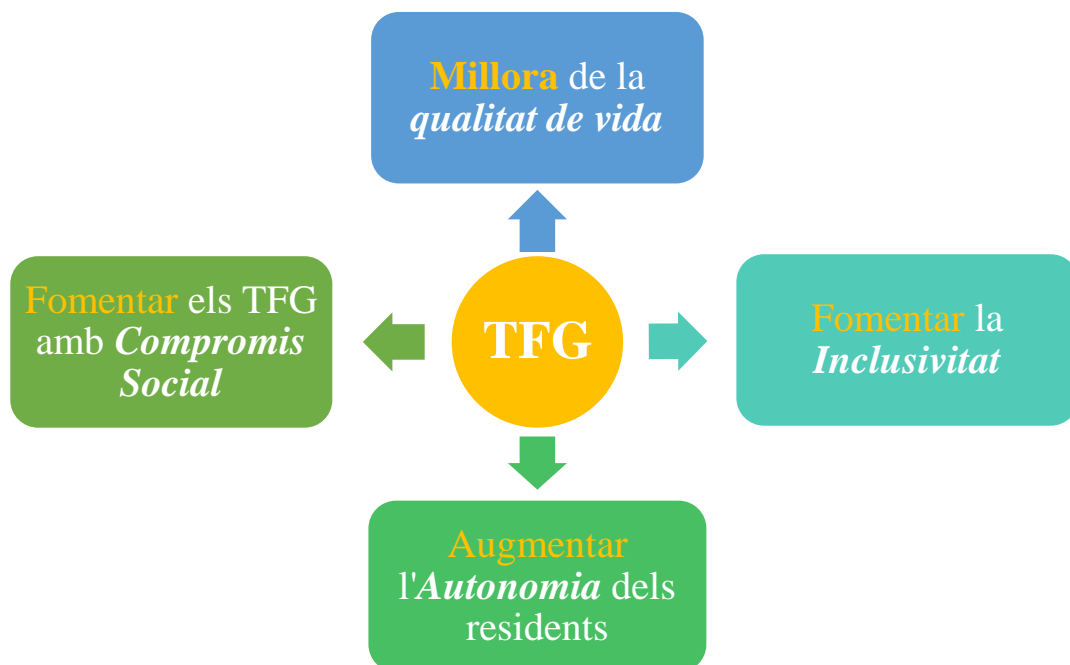 Millora de la
qualitat de vida
Fomentar els TFG
amb Compromis
Social
TFG
Fomentar la
Inclusivitat
Augmentar
l'Autonomia dels
residents